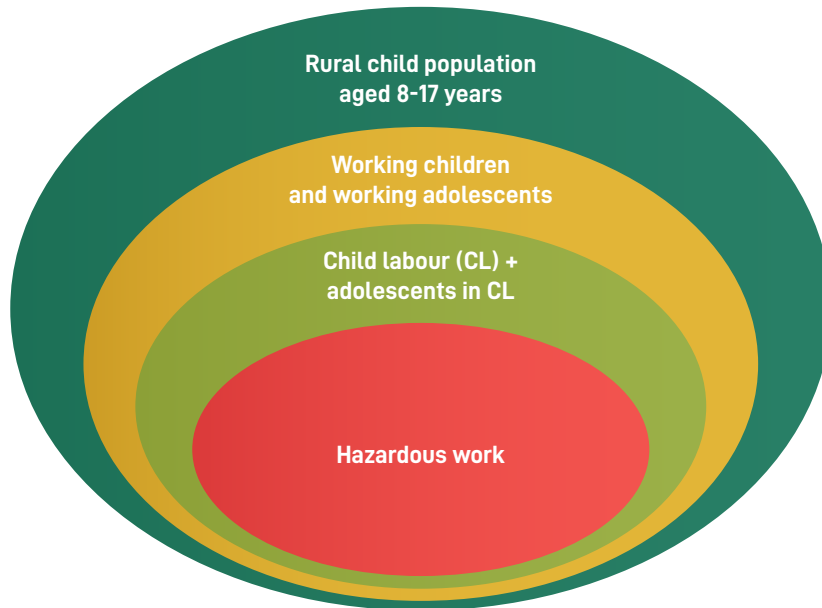 Rural child population
aged 8-17 years
Working children
and working adolescents
Child labour (CL) +
adolescents in CL
Hazardous work